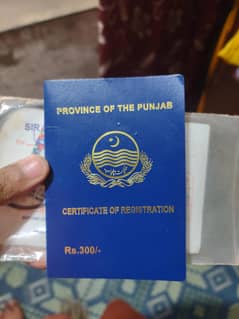 PROVINCE OF THE PUNJAB
CERTIFICATE OF REGISTRATION
Rs.300/-